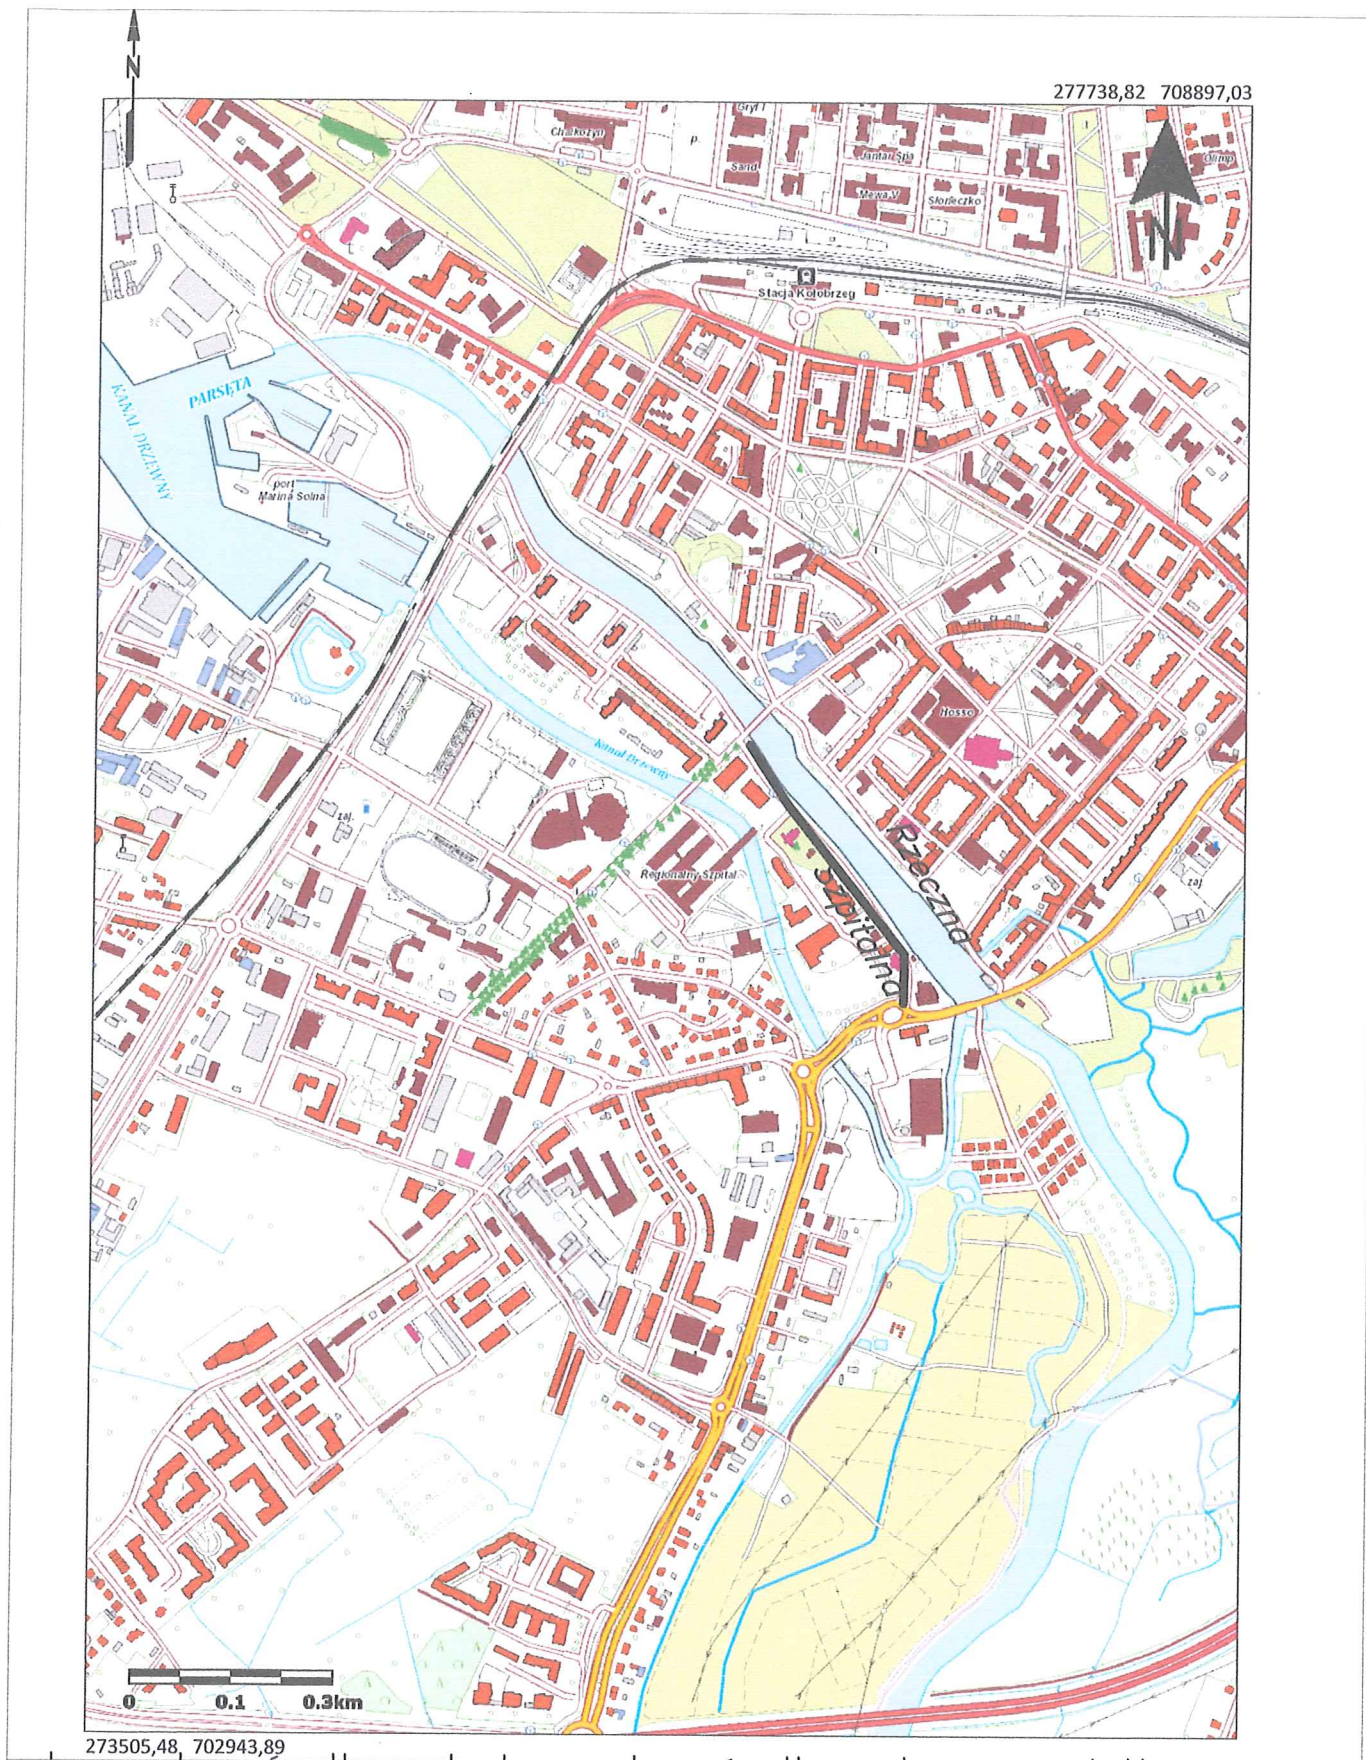 N
277738,82 708897,03
Gryf I
Chalkozyn
p.
Sand
Jantar Spa
Olimp
Mewa V
Słoneczko
N
Stacja Kołobrzeg
PARSĘTA
KANAŁ DRZEWNY
port
Marina Solna
Hosso
Kanał Drzewny
zaj.
Rzeczna
Regionalny Szpital
Szpitalna
zaj
0 0.1 0.3km
273505,48 702943,89